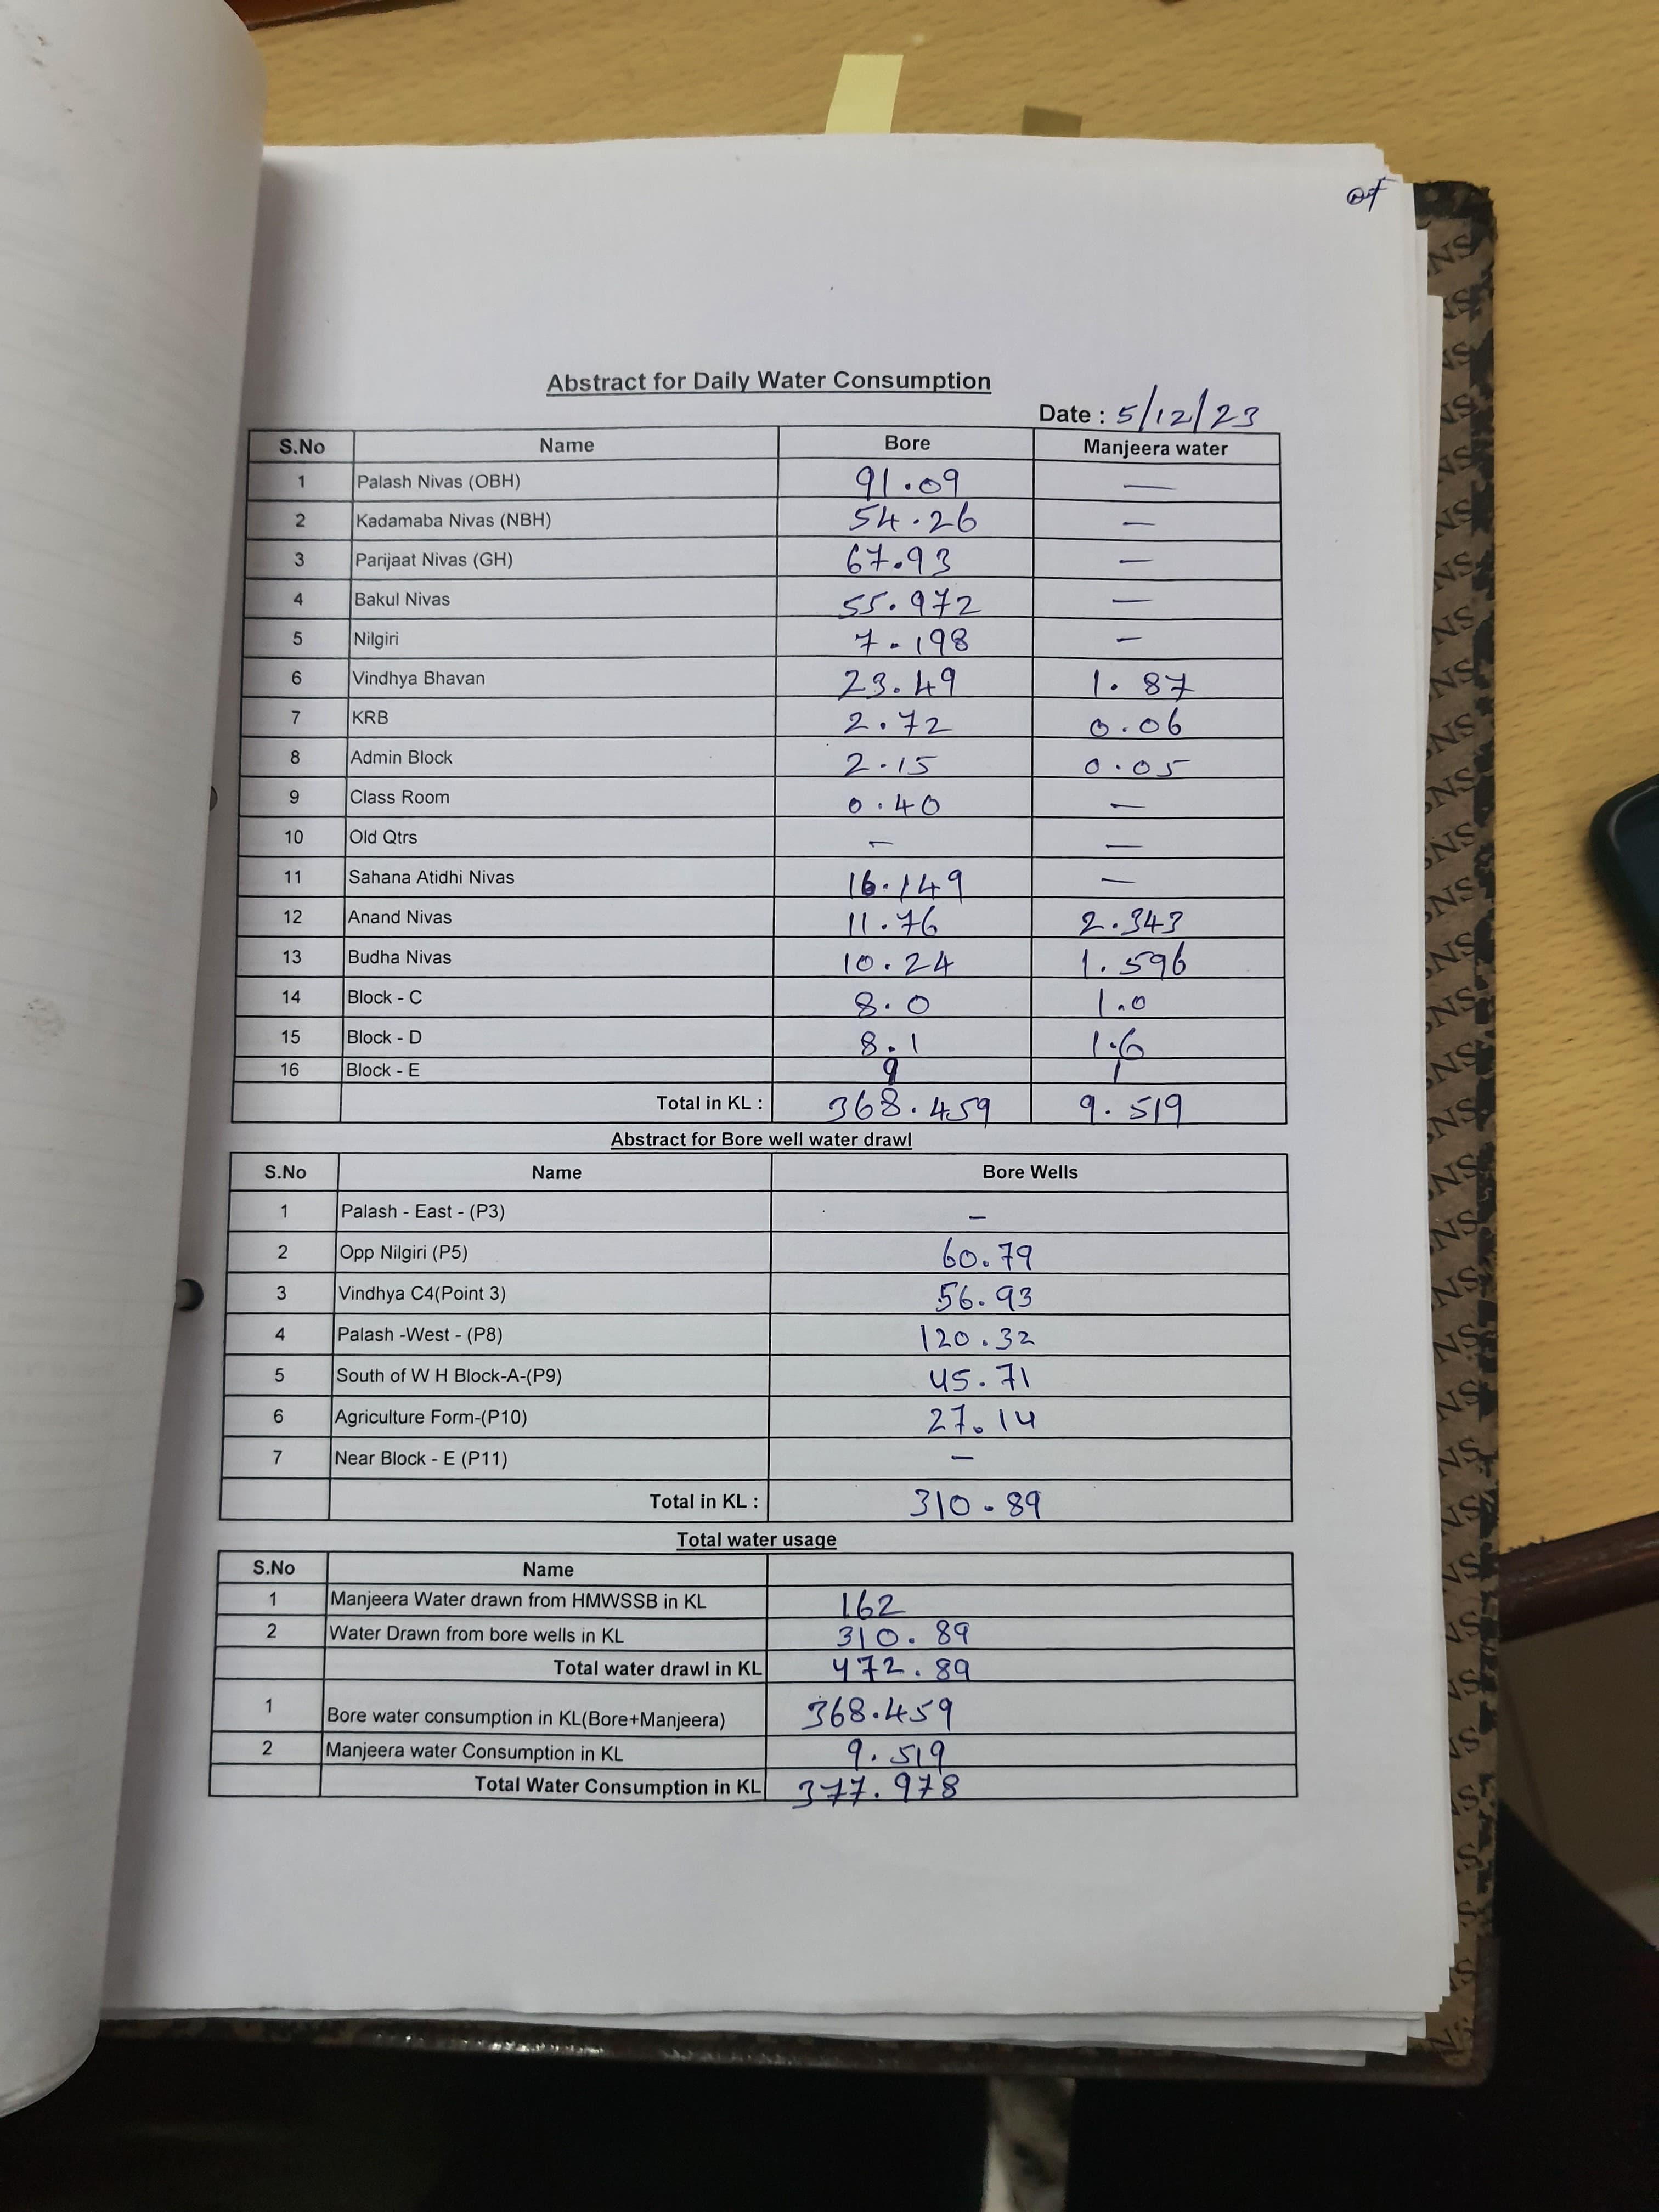 Abstract for Daily Water Consumption
Date : 5/12/23
S.No Name Bore Manjeera water
1 Palash Nivas (OBH) 91.09 —
2 Kadamaba Nivas (NBH) 54.26 —
3 Parijaat Nivas (GH) 67.93 —
4 Bakul Nivas 55.972 —
5 Nilgiri 7.198 —
6 Vindhya Bhavan 23.49 1.87
7 KRB 2.72 0.06
8 Admin Block 2.15 0.05
9 Class Room 0.40 —
10 Old Qtrs — —
11 Sahana Atidhi Nivas 16.149 —
12 Anand Nivas 11.76 2.343
13 Budha Nivas 10.24 1.596
14 Block - C 8.0 1.0
15 Block - D 8.1 1.6
16 Block - E 9 1
Total in KL : 368.459 9.519
Abstract for Bore well water drawl
S.No Name Bore Wells
1 Palash - East - (P3) —
2 Opp Nilgiri (P5) 60.79
3 Vindhya C4(Point 3) 56.93
4 Palash -West - (P8) 120.32
5 South of W H Block-A-(P9) 45.71
6 Agriculture Form-(P10) 27.14
7 Near Block - E (P11) —
Total in KL : 310.89
Total water usage
S.No Name
1 Manjeera Water drawn from HMWSSB in KL 162
2 Water Drawn from bore wells in KL 310.89
Total water drawl in KL 472.89
1 Bore water consumption in KL(Bore+Manjeera) 368.459
2 Manjeera water Consumption in KL 9.519
Total Water Consumption in KL 377.978